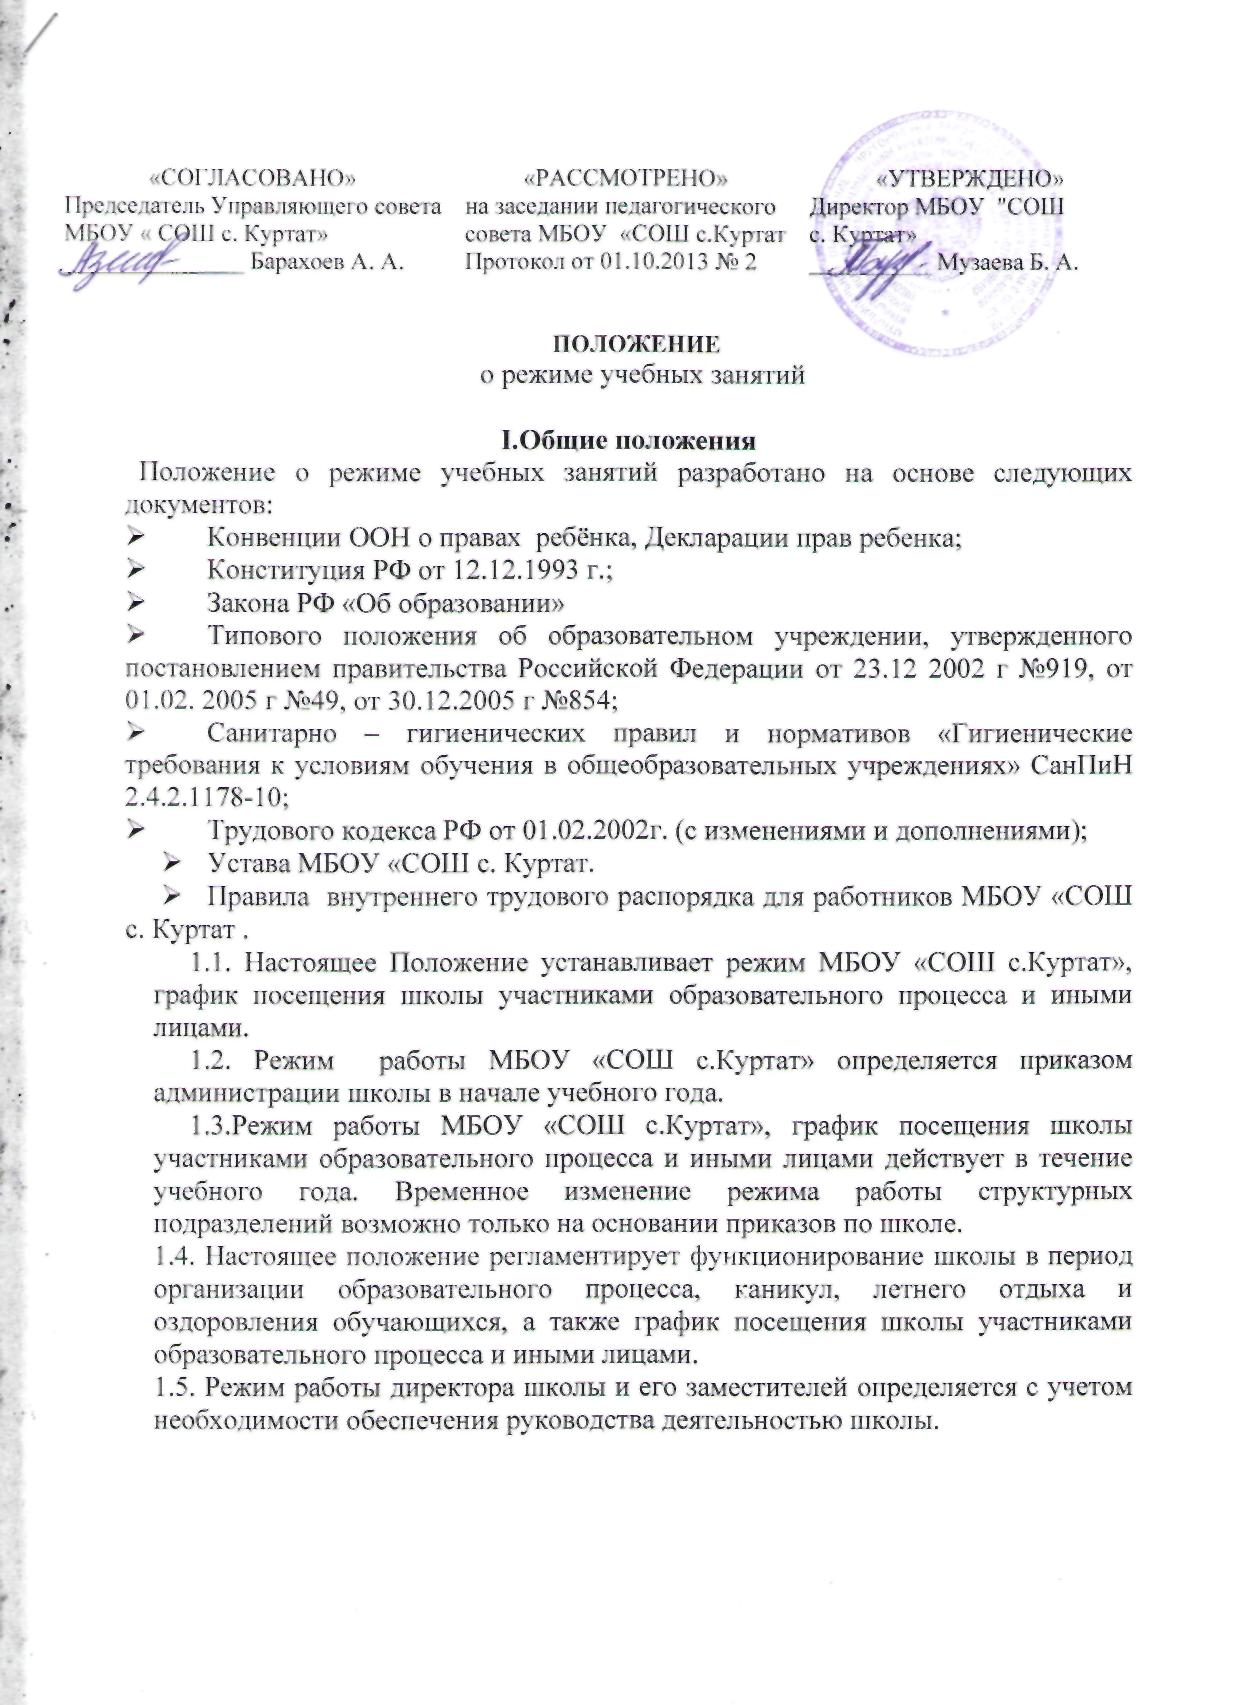 «СОГЛАСОВАНО»
Председатель Управляющего совета
МБОУ « СОШ с. Куртат»
Барахоев А. А.
«РАССМОТРЕНО»
на заседании педагогического
совета МБОУ «СОШ с.Куртат
Протокол от 01.10.2013 № 2
«УТВЕРЖДЕНО»
Директор МБОУ "СОШ
с. Куртат»
Музаева Б. А.
ПОЛОЖЕНИЕ
о режиме учебных занятий
I.Общие положения
Положение о режиме учебных занятий разработано на основе следующих
документов:
➢ Конвенции ООН о правах ребёнка, Декларации прав ребенка;
➢ Конституция РФ от 12.12.1993 г.;
➢ Закона РФ «Об образовании»
➢ Типового положения об образовательном учреждении, утвержденного
постановлением правительства Российской Федерации от 23.12 2002 г №919, от
01.02. 2005 г №49, от 30.12.2005 г №854;
➢ Санитарно – гигиенических правил и нормативов «Гигиенические
требования к условиям обучения в общеобразовательных учреждениях» СанПиН
2.4.2.1178-10;
➢ Трудового кодекса РФ от 01.02.2002г. (с изменениями и дополнениями);
➢ Устава МБОУ «СОШ с. Куртат.
➢ Правила внутреннего трудового распорядка для работников МБОУ «СОШ
с. Куртат .
1.1. Настоящее Положение устанавливает режим МБОУ «СОШ с.Куртат»,
график посещения школы участниками образовательного процесса и иными
лицами.
1.2. Режим работы МБОУ «СОШ с.Куртат» определяется приказом
администрации школы в начале учебного года.
1.3.Режим работы МБОУ «СОШ с.Куртат», график посещения школы
участниками образовательного процесса и иными лицами действует в течение
учебного года. Временное изменение режима работы структурных
подразделений возможно только на основании приказов по школе.
1.4. Настоящее положение регламентирует функционирование школы в период
организации образовательного процесса, каникул, летнего отдыха и
оздоровления обучающихся, а также график посещения школы участниками
образовательного процесса и иными лицами.
1.5. Режим работы директора школы и его заместителей определяется с учетом
необходимости обеспечения руководства деятельностью школы.